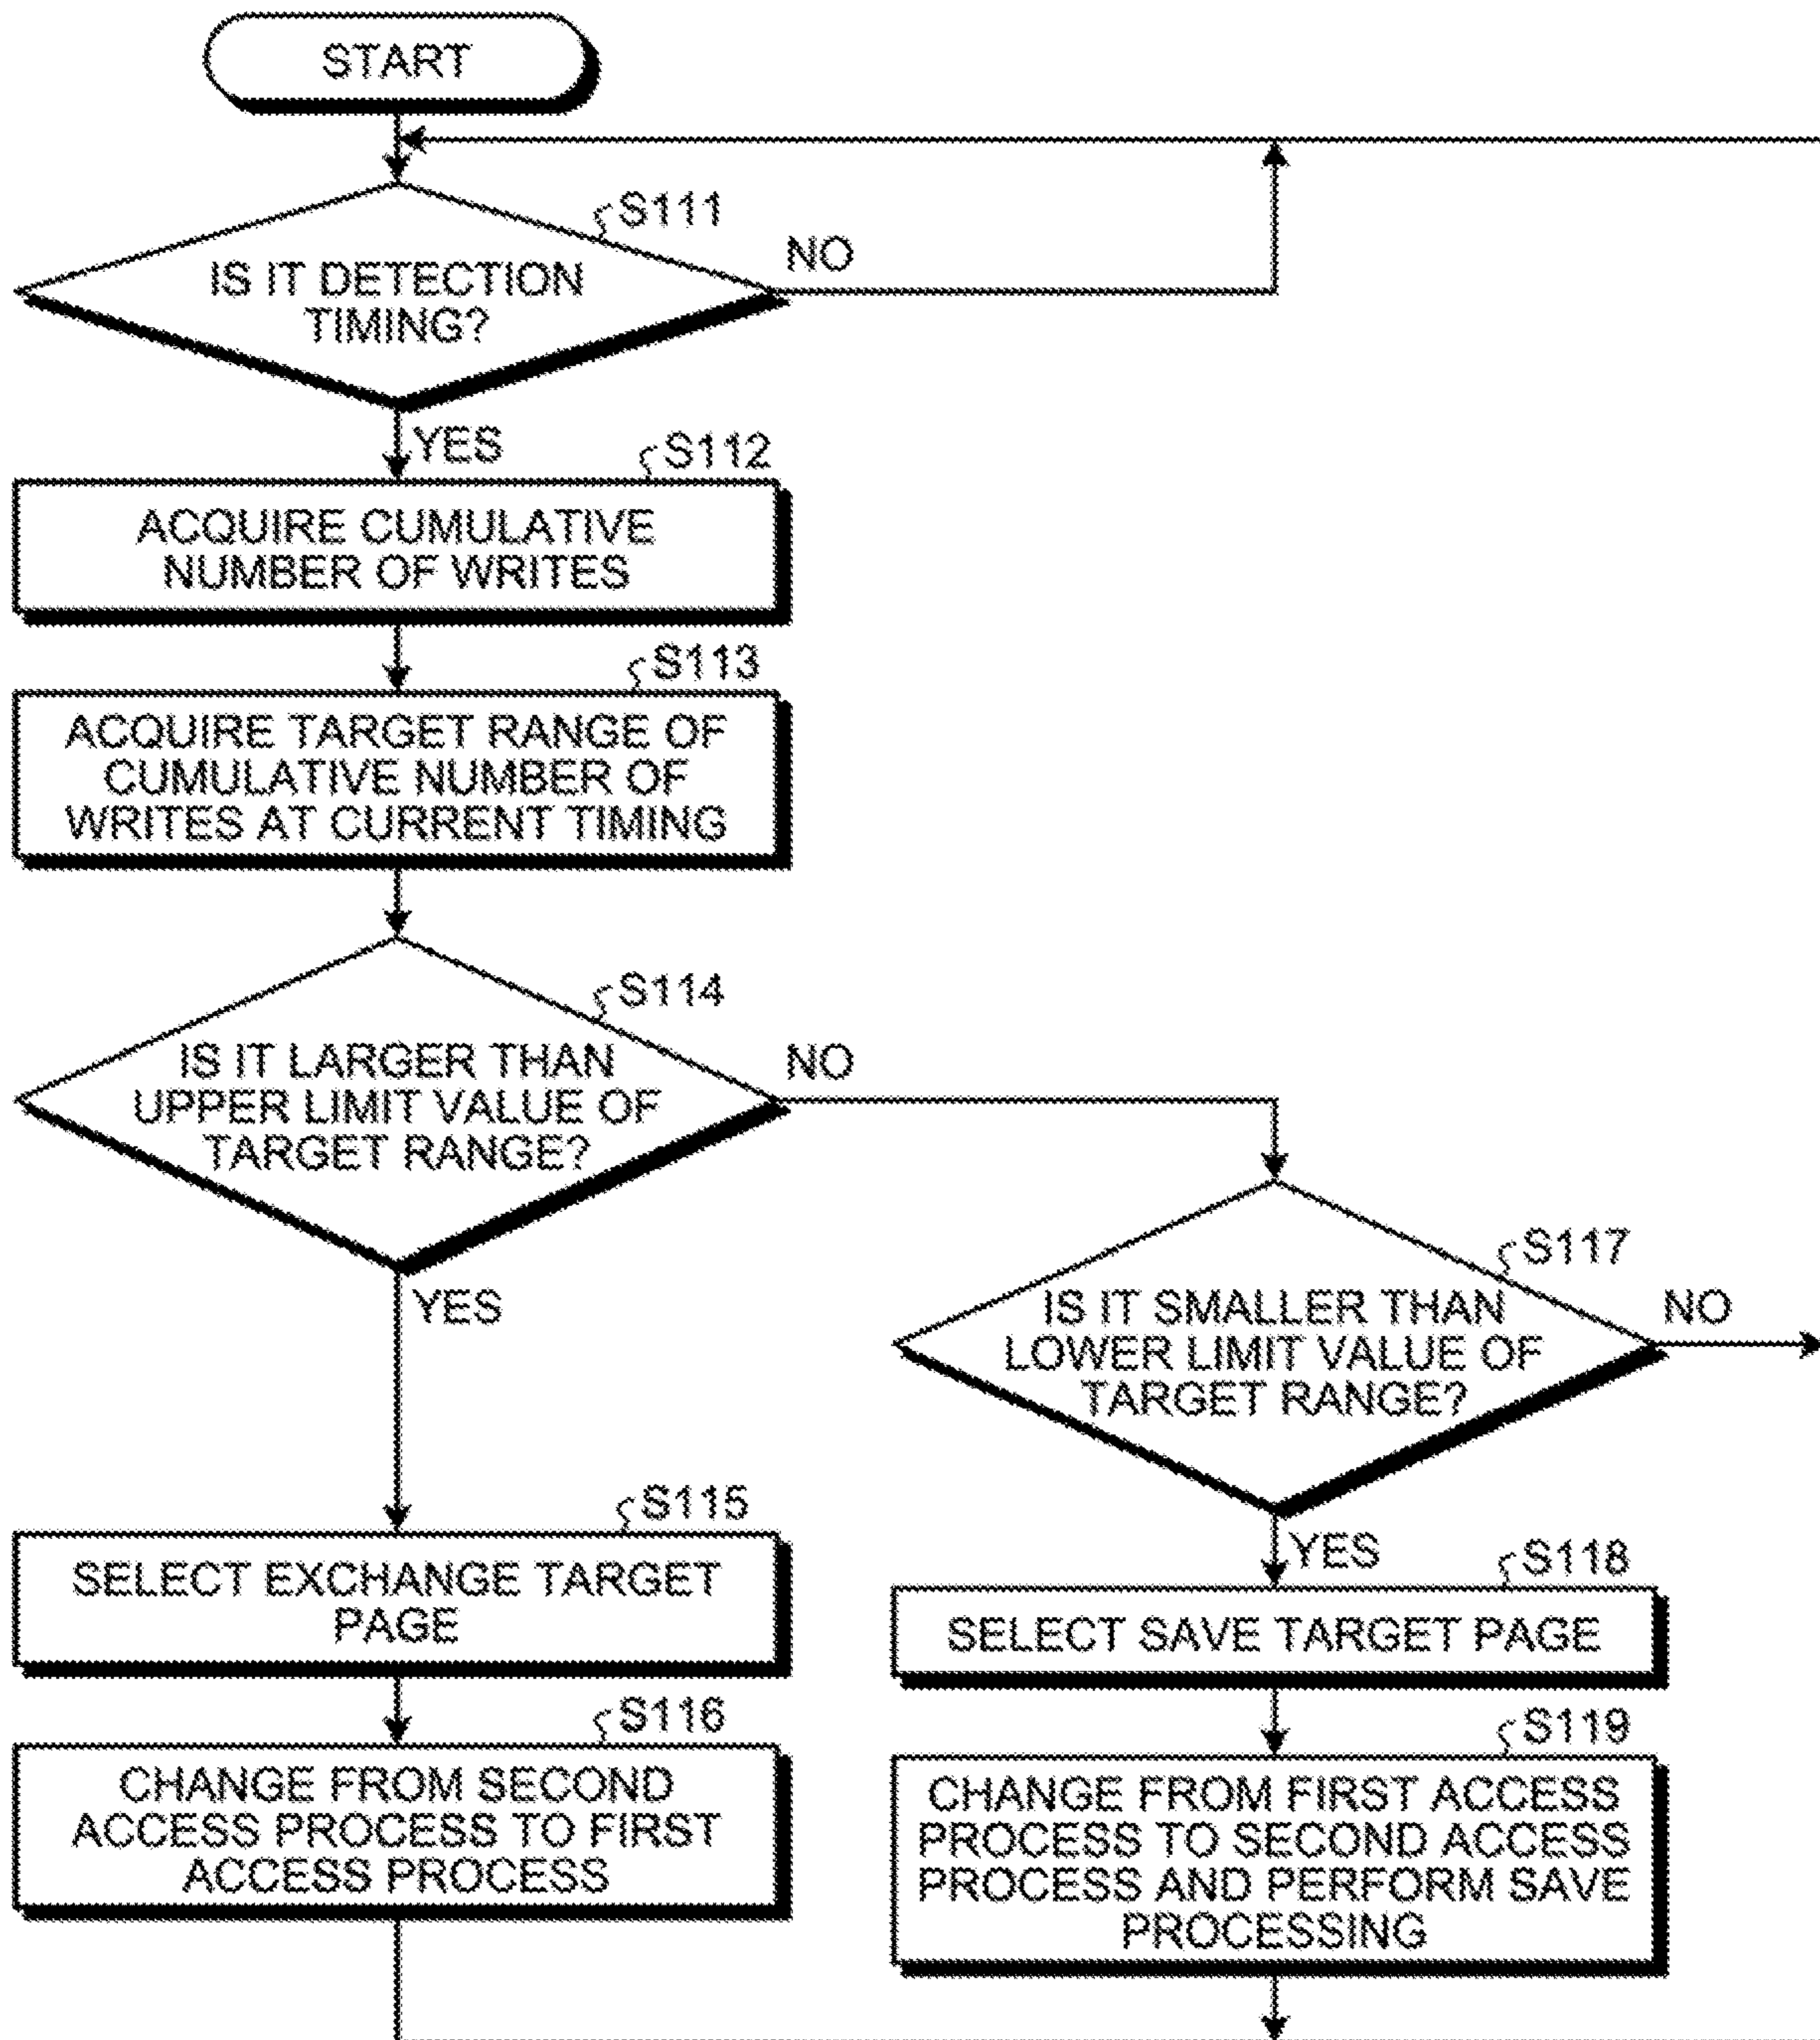 START
S111
IS IT DETECTION
TIMING?
NO
YES
S112
ACQUIRE CUMULATIVE
NUMBER OF WRITES
S113
ACQUIRE TARGET RANGE OF
CUMULATIVE NUMBER OF
WRITES AT CURRENT TIMING
S114
IS IT LARGER THAN
UPPER LIMIT VALUE OF
TARGET RANGE?
NO
YES
S117
IS IT SMALLER THAN
LOWER LIMIT VALUE OF
TARGET RANGE?
NO
YES
S115
SELECT EXCHANGE TARGET
PAGE
S116
CHANGE FROM SECOND
ACCESS PROCESS TO FIRST
ACCESS PROCESS
S118
SELECT SAVE TARGET PAGE
S119
CHANGE FROM FIRST ACCESS
PROCESS TO SECOND ACCESS
PROCESS AND PERFORM SAVE
PROCESSING